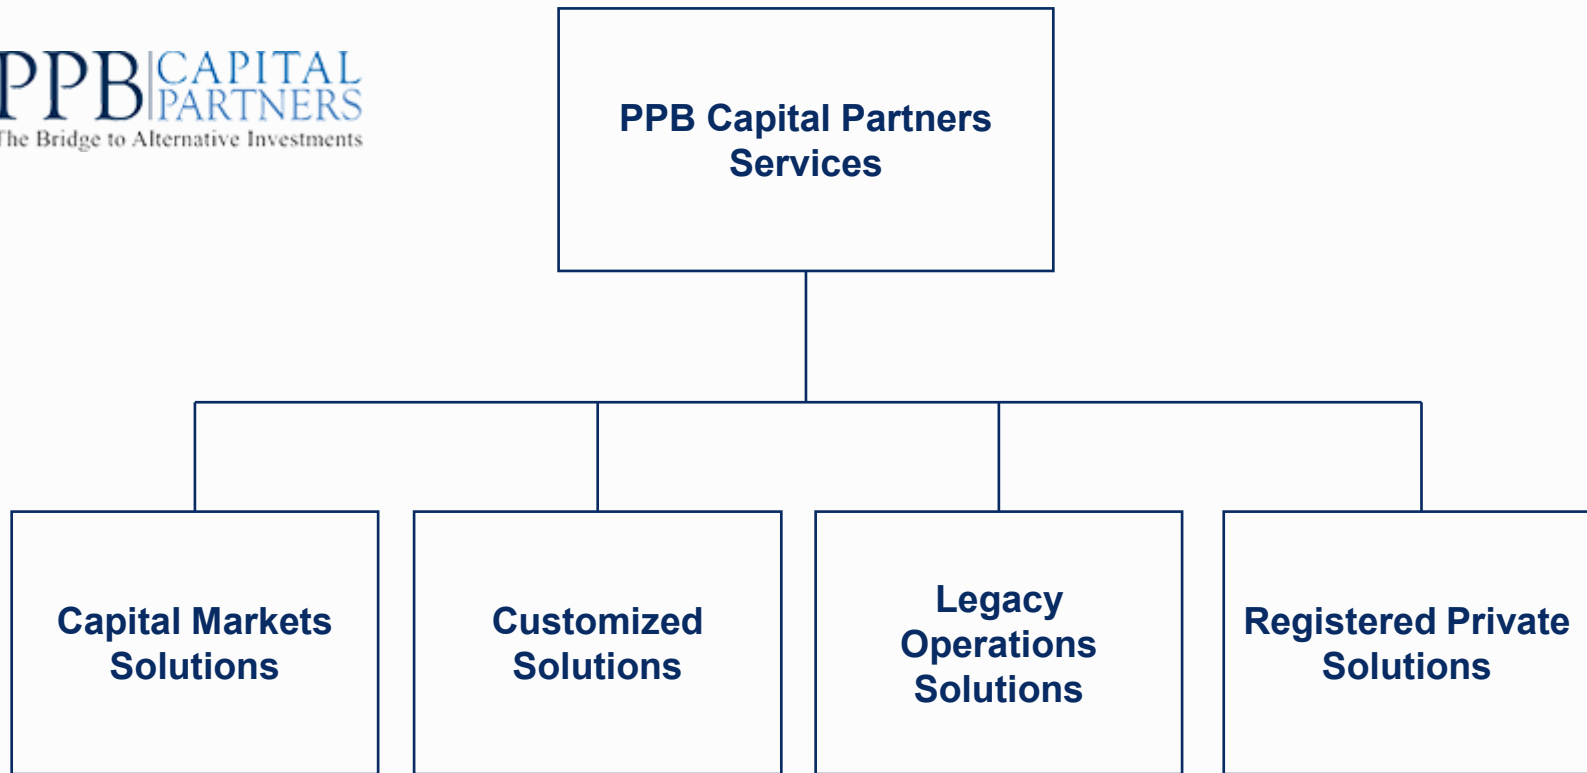 PPB CAPITAL
PARTNERS
The Bridge to Alternative Investments
PPB Capital Partners
Services
Capital Markets
Solutions
Customized
Solutions
Legacy
Operations
Solutions
Registered Private
Solutions